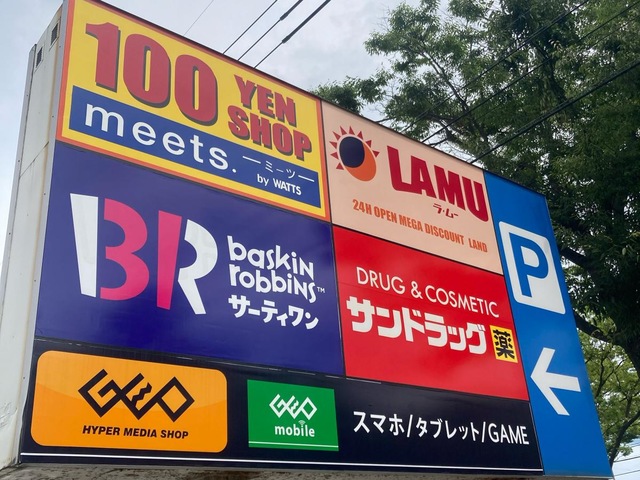 100 YEN
SHOP
meets.
ーミーツー
by WATTS
LAMU
ラ・ムー
24H OPEN MEGA DISCOUNT LAND
P
BR
baskin
robbins™
サーティワン
DRUG & COSMETIC
サンドラッグ 薬
GEO
HYPER MEDIA SHOP
GEO
mobile
スマホ/タブレット/GAME